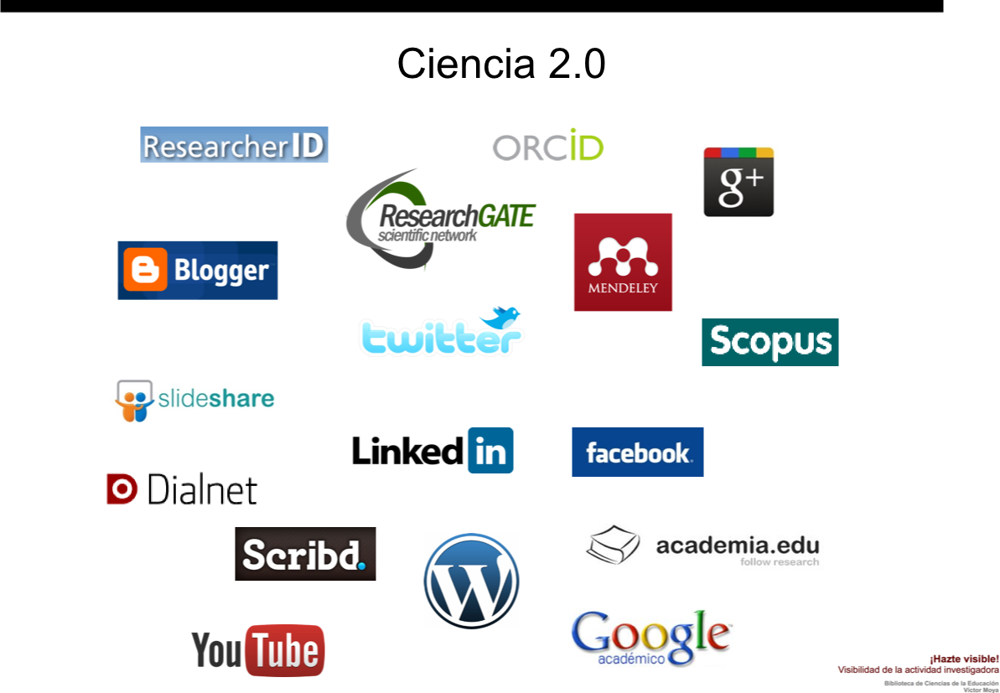 Ciencia 2.0
ResearcherID
ORCiD
g+
ResearchGATE
scientific network
MENDELEY
B Blogger
twitter
Scopus
slideshare
Linked in
facebook
D Dialnet
Scribd.
W
academia.edu
follow research
YouTube
Google
académico
¡Hazte visible!
Visibilidad de la actividad investigadora
Biblioteca de Ciencias de la Educación
Víctor Moya